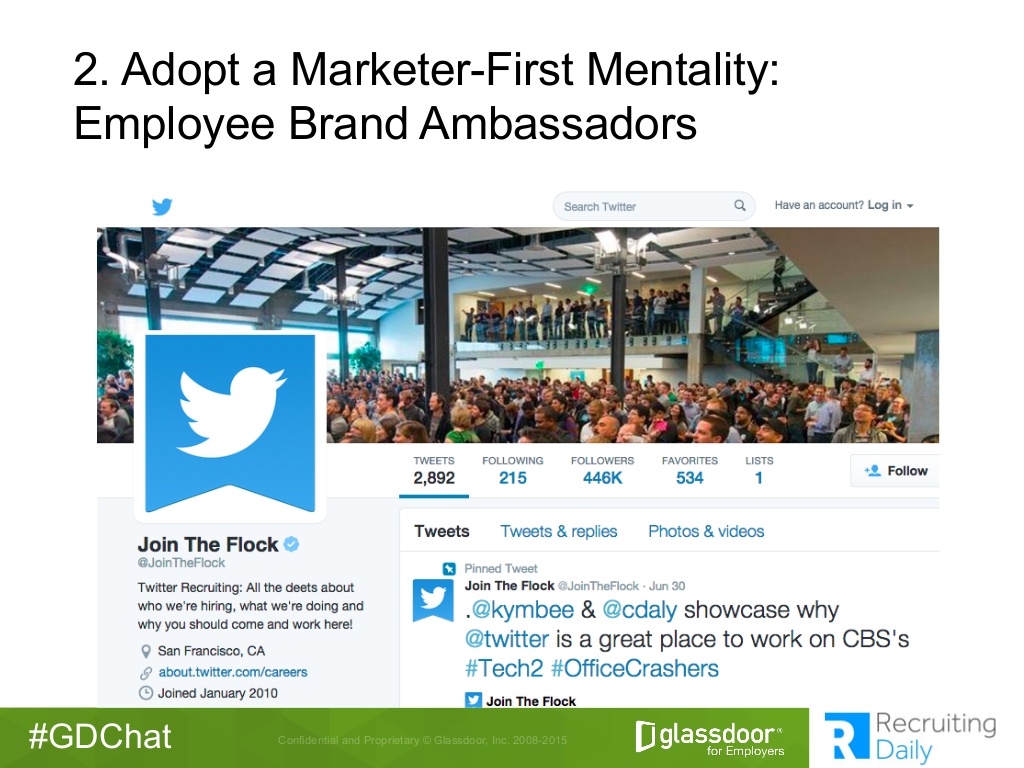 2. Adopt a Marketer-First Mentality:
Employee Brand Ambassadors
Search Twitter
Have an account? Log in
TWEETS
2,892
FOLLOWING
215
FOLLOWERS
446K
FAVORITES
534
LISTS
1
Follow
Join The Flock
@JoinTheFlock
Twitter Recruiting: All the deets about
who we're hiring, what we're doing and
why you should come and work here!
San Francisco, CA
about.twitter.com/careers
Joined January 2010
Tweets Tweets & replies Photos & videos
Pinned Tweet
Join The Flock @JoinTheFlock · Jun 30
.@kymbee & @cdaly showcase why
@twitter is a great place to work on CBS's
#Tech2 #OfficeCrashers
Join The Flock
#GDChat
Confidential and Proprietary © Glassdoor, Inc. 2008-2015
glassdoor®
for Employers
R
Recruiting
Daily